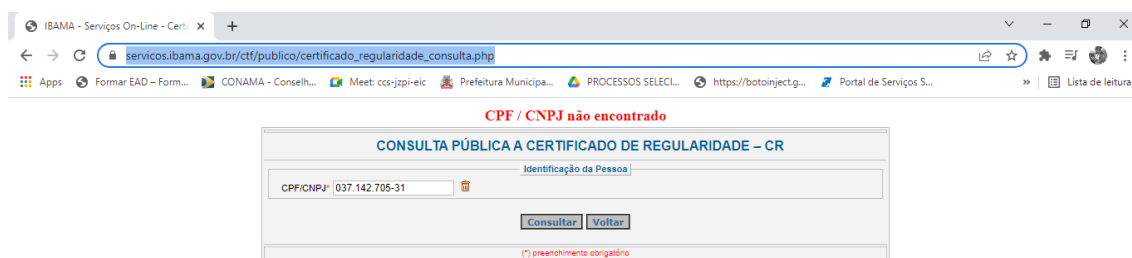 IBAMA - Serviços On-Line - Certi
servicos.ibama.gov.br/ctf/publico/certificado_regularidade_consulta.php
Apps Formar EAD – Form... CONAMA - Conselh... Meet: ccs-jzpi-eic Prefeitura Municipa... PROCESSOS SELECI... https://botoinject.g... Portal de Serviços S... » Lista de leitura
CPF / CNPJ não encontrado
CONSULTA PÚBLICA A CERTIFICADO DE REGULARIDADE – CR
Identificação da Pessoa
CPF/CNPJ* 037.142.705-31
Consultar Voltar
(*) preenchimento obrigatório